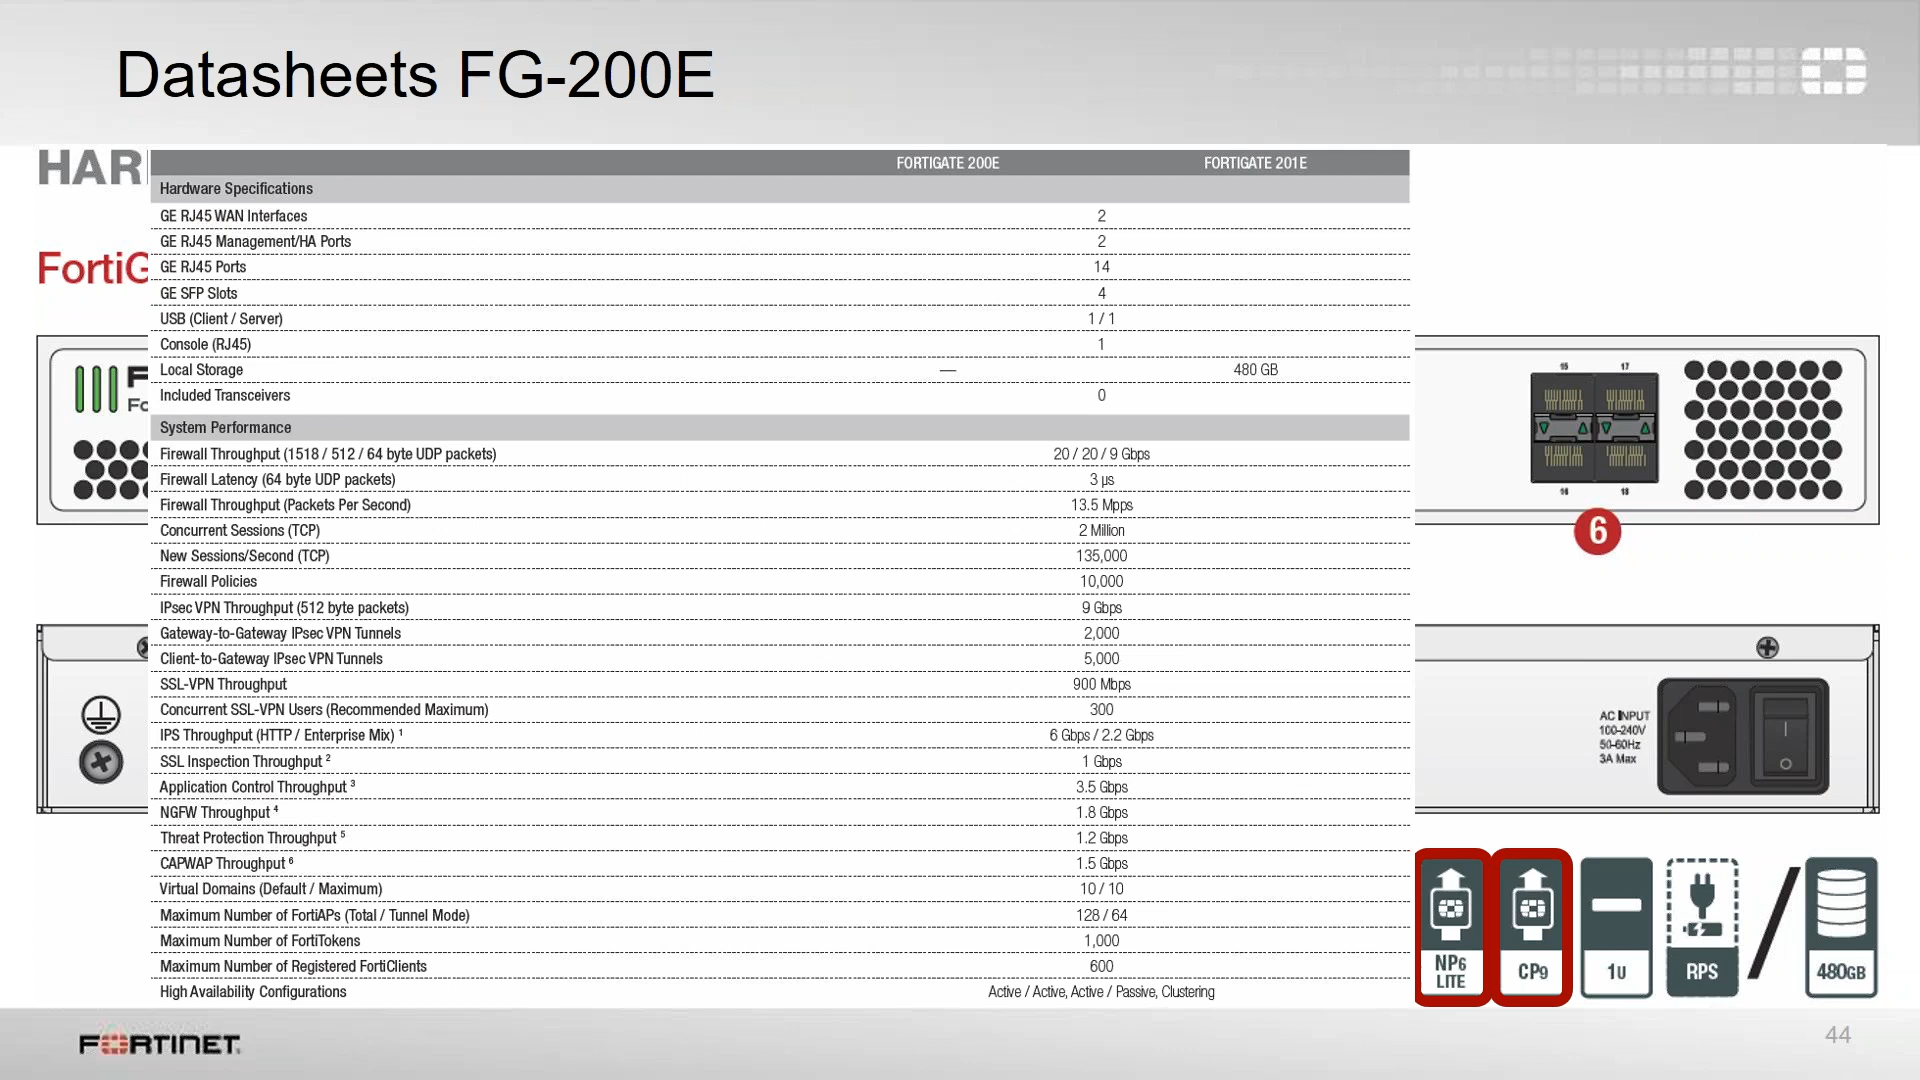 Datasheets FG-200E
HAR
FORTIGATE 200E FORTIGATE 201E
Hardware Specifications
GE RJ45 WAN Interfaces 2
GE RJ45 Management/HA Ports 2
FortiG
GE RJ45 Ports 14
GE SFP Slots 4
USB (Client / Server) 1 / 1
Console (RJ45) 1
Local Storage — 480 GB
Included Transceivers 0
F
Fo
15 17
16 18
6
System Performance
Firewall Throughput (1518 / 512 / 64 byte UDP packets) 20 / 20 / 9 Gbps
Firewall Latency (64 byte UDP packets) 3 μs
Firewall Throughput (Packets Per Second) 13.5 Mpps
Concurrent Sessions (TCP) 2 Million
New Sessions/Second (TCP) 135,000
Firewall Policies 10,000
IPsec VPN Throughput (512 byte packets) 9 Gbps
Gateway-to-Gateway IPsec VPN Tunnels 2,000
Client-to-Gateway IPsec VPN Tunnels 5,000
SSL-VPN Throughput 900 Mbps
Concurrent SSL-VPN Users (Recommended Maximum) 300
IPS Throughput (HTTP / Enterprise Mix) ¹ 6 Gbps / 2.2 Gbps
SSL Inspection Throughput ² 1 Gbps
Application Control Throughput ³ 3.5 Gbps
NGFW Throughput ⁴ 1.8 Gbps
Threat Protection Throughput ⁵ 1.2 Gbps
CAPWAP Throughput ⁶ 1.5 Gbps
Virtual Domains (Default / Maximum) 10 / 10
Maximum Number of FortiAPs (Total / Tunnel Mode) 128 / 64
Maximum Number of FortiTokens 1,000
Maximum Number of Registered FortiClients 600
High Availability Configurations Active / Active, Active / Passive, Clustering
AC INPUT
100-240V
50-60Hz
3A Max
NP6
LITE
CP9
1U
RPS
480GB
FORTINET
44